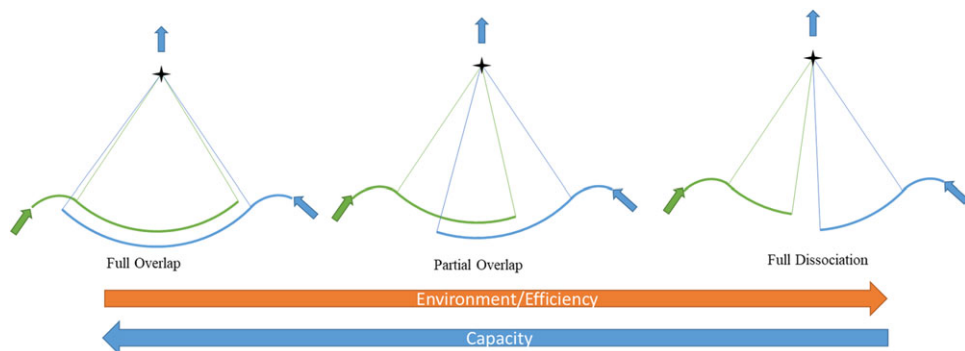 Full Overlap
Partial Overlap
Full Dissociation
Environment/Efficiency
Capacity